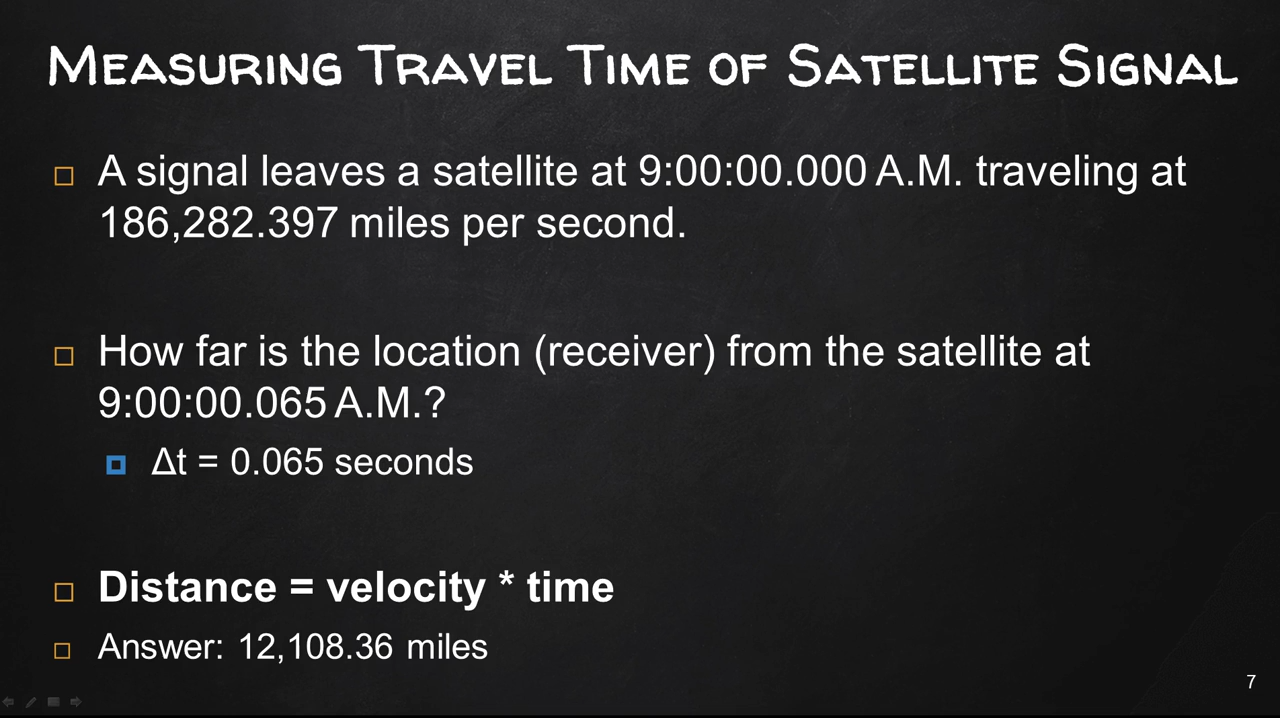 Measuring Travel Time of Satellite Signal
A signal leaves a satellite at 9:00:00.000 A.M. traveling at
186,282.397 miles per second.
How far is the location (receiver) from the satellite at
9:00:00.065 A.M.?
Δt = 0.065 seconds
Distance = velocity * time
Answer: 12,108.36 miles
7